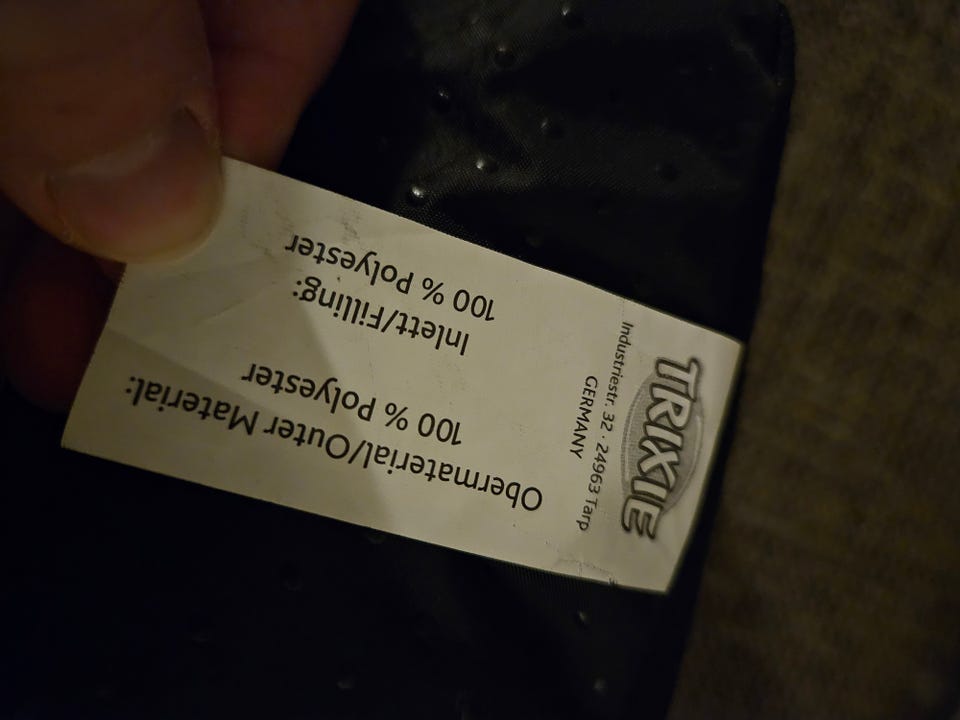 TRIXIE
Industriestr. 32 · 24963 Tarp
GERMANY
Obermaterial/Outer Material:
100 % Polyester
Inlett/Filling:
100 % Polyester